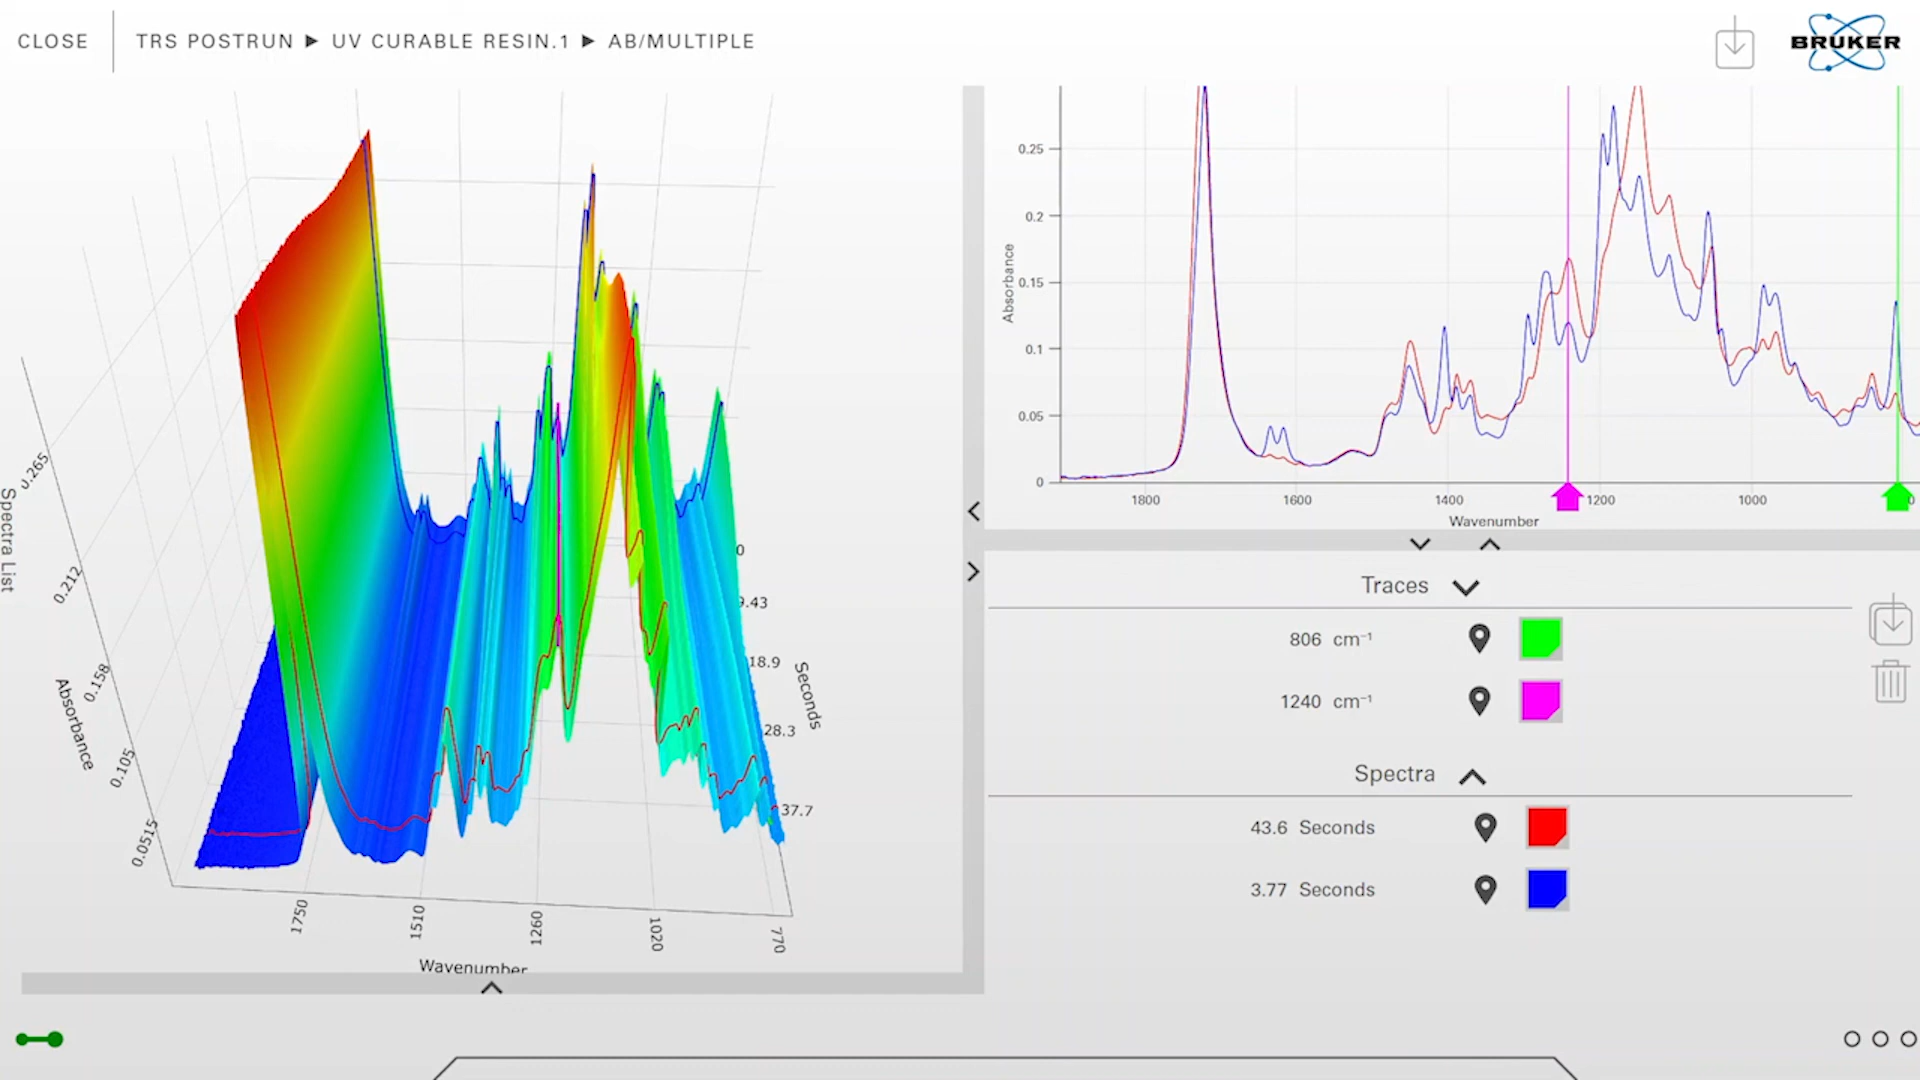 CLOSE
TRS POSTRUN ▶ UV CURABLE RESIN.1 ▶ AB/MULTIPLE
BRUKER
Spectra List
0.265
0.212
0.158
0.105
0.0515
Absorbance
1750
1510
1260
1020
770
Wavenumber
0
9.43
18.9
28.3
37.7
Seconds
Absorbance
0.25
0.2
0.15
0.1
0.05
0
1800
1600
1400
1200
1000
Wavenumber
Traces
806 cm⁻¹
1240 cm⁻¹
Spectra
43.6 Seconds
3.77 Seconds